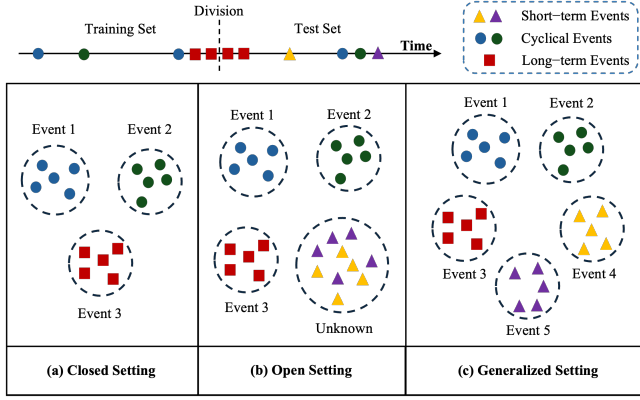 Division
Training Set
Test Set
Time
Short-term Events
Cyclical Events
Long-term Events
Event 1
Event 2
Event 3
Event 1
Event 2
Event 3
Unknown
Event 1
Event 2
Event 3
Event 4
Event 5
(a) Closed Setting
(b) Open Setting
(c) Generalized Setting